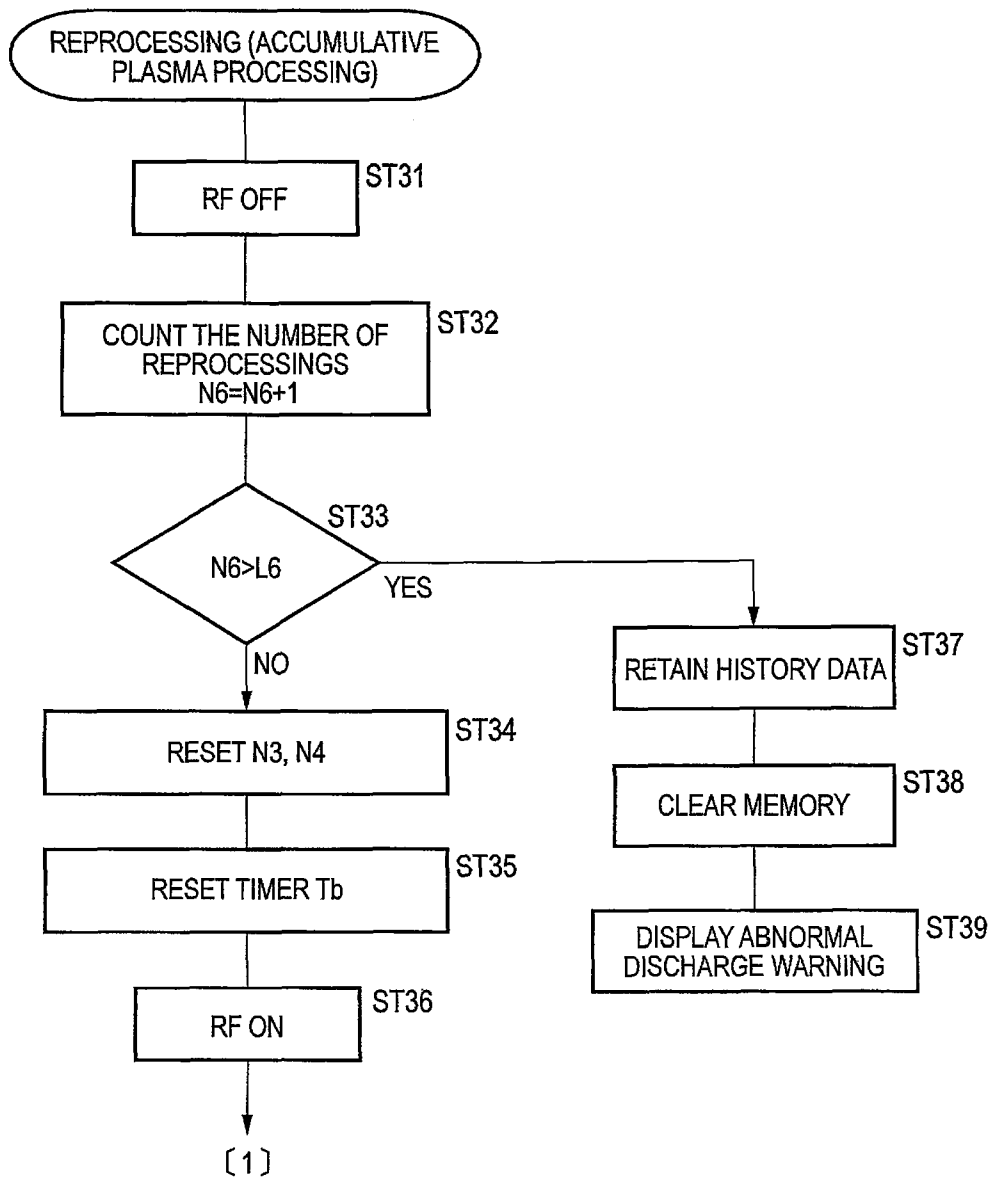 REPROCESSING (ACCUMULATIVE
PLASMA PROCESSING)
RF OFF
ST31
COUNT THE NUMBER OF
REPROCESSINGS
N6=N6+1
ST32
N6>L6
ST33
YES
NO
RESET N3, N4
ST34
RESET TIMER Tb
ST35
RF ON
ST36
〔1〕
RETAIN HISTORY DATA
ST37
CLEAR MEMORY
ST38
DISPLAY ABNORMAL
DISCHARGE WARNING
ST39